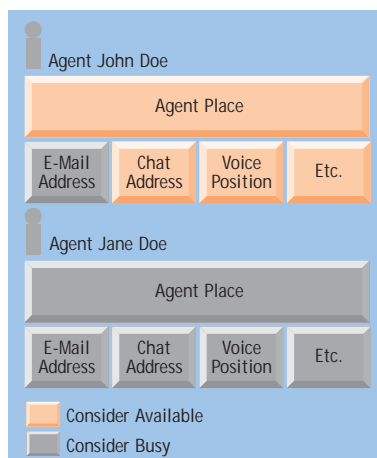 Agent John Doe
Agent Place
E-Mail Chat Voice Etc.
Address Address Position
Agent Jane Doe
Agent Place
E-Mail Chat Voice Etc.
Address Address Position
Consider Available
Consider Busy